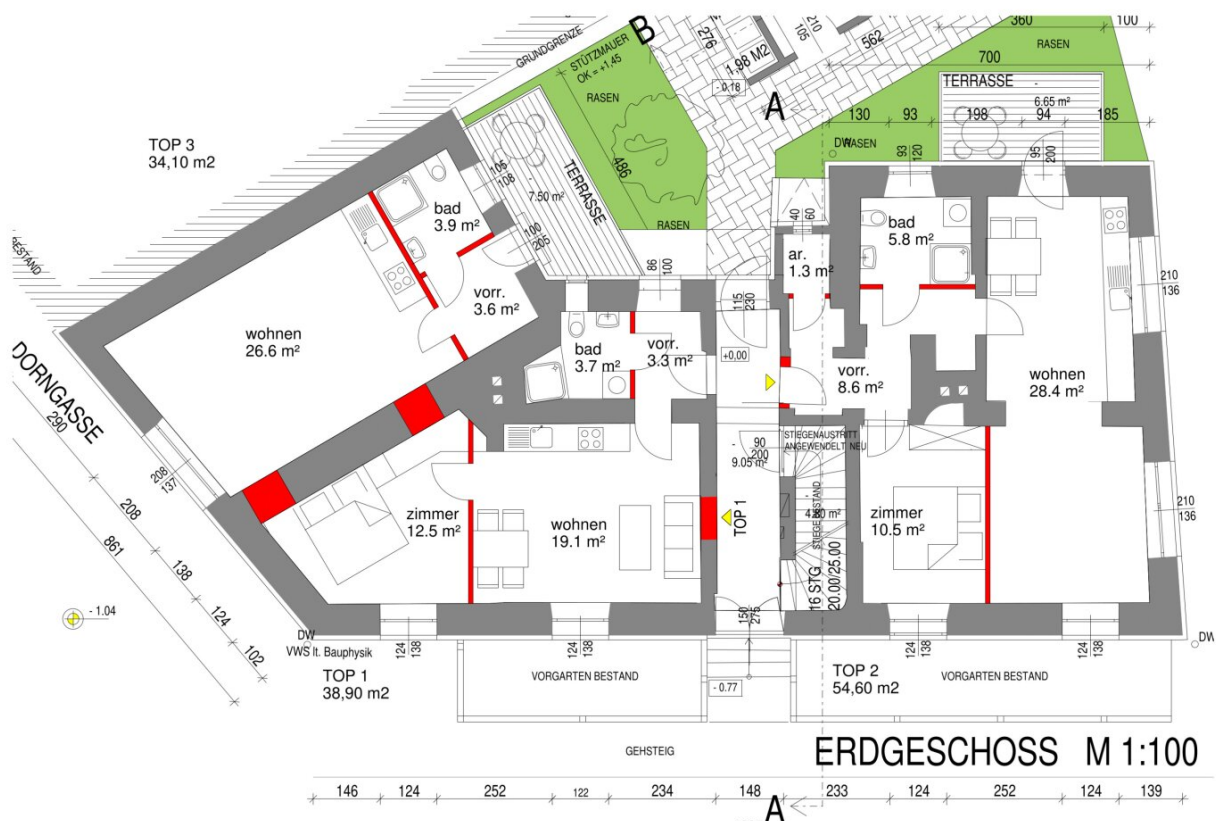 GRUNDGRENZE
STÜTZMAUER
OK = +1,45
RASEN
RASEN
486
B
276
1,98 M2
- 0.18
210
105
562
360
100
RASEN
700
TERRASSE
6.65 m²
130
93
198
94
185
A
DW
RASEN
93
120
95
200
TOP 3
34,10 m2
BESTAND
DORNGASSE
290
208
138
124
102
861
208
137
- 1.04
105
108
bad
3.9 m²
100
205
TERRASSE
7.50 m²
vorr.
3.6 m²
wohnen
26.6 m²
86
100
bad
3.7 m²
vorr.
3.3 m²
115
230
+0,00
40
60
ar.
1.3 m²
bad
5.8 m²
vorr.
8.6 m²
wohnen
28.4 m²
210
136
210
136
zimmer
12.5 m²
wohnen
19.1 m²
TOP 1
90
200
9.05 m²
STIEGENAUSTRITT
ANGEWENDELT NEU
STIEGE BESTAND
4.80 m²
16 STG
20.00/25.00
zimmer
10.5 m²
150
275
DW
VWS lt. Bauphysik
124
138
124
138
124
138
124
138
DW
TOP 1
38,90 m2
VORGARTEN BESTAND
- 0.77
TOP 2
54,60 m2
VORGARTEN BESTAND
GEHSTEIG
ERDGESCHOSS M 1:100
146
124
252
122
234
148
233
124
252
124
139
A